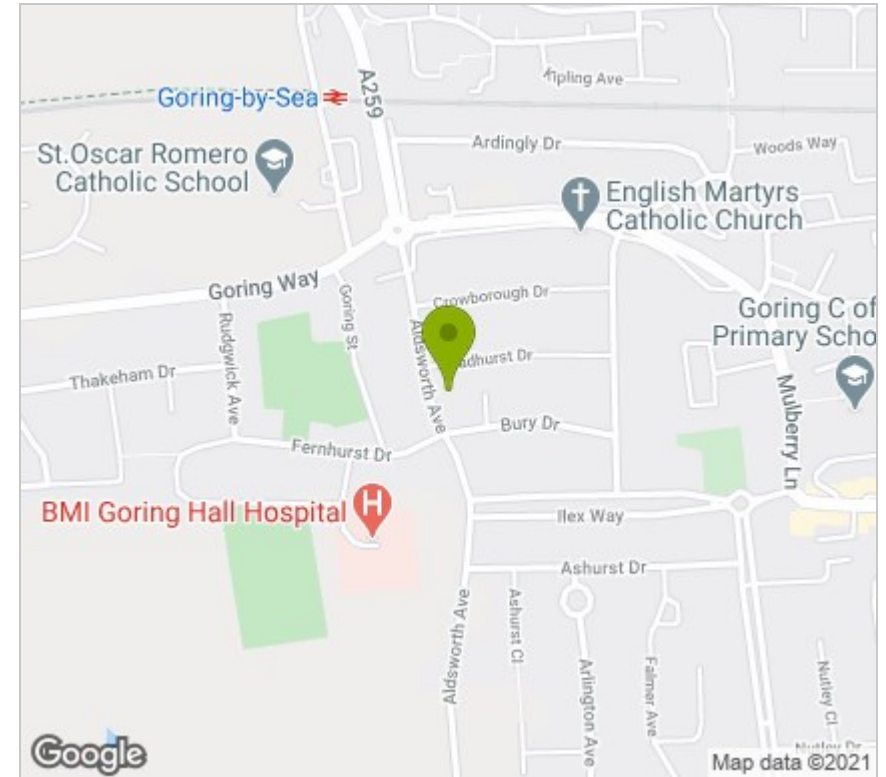 Kipling Ave
Goring-by-Sea
A259
Ardingly Dr
Woods Way
St.Oscar Romero
Catholic School
English Martyrs
Catholic Church
Goring Way
Goring St
Crowborough Dr
Goring C of
Primary Scho
Rudgwick Ave
Aldsworth Ave
adhurst Dr
Thakeham Dr
Mulberry Ln
Bury Dr
Fernhurst Dr
BMI Goring Hall Hospital
H
Ilex Way
Ashurst Dr
Aldsworth Ave
Ashurst Cl
Arlington Ave
Falmer Ave
Nutley Cl
Nutley Dr
Google
Map data ©2021